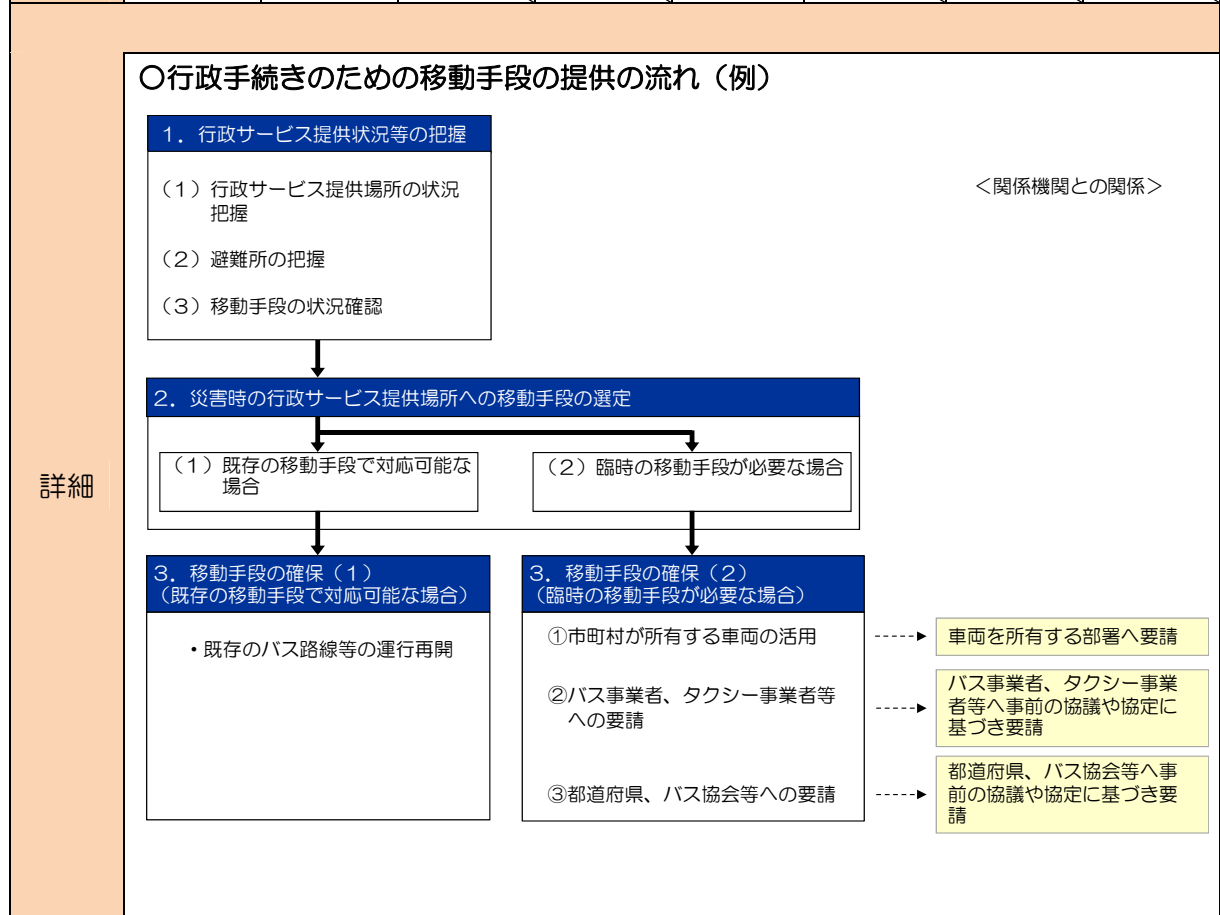 詳細
○行政手続きのための移動手段の提供の流れ（例）
１．行政サービス提供状況等の把握
（１）行政サービス提供場所の状況
把握
（２）避難所の把握
（３）移動手段の状況確認
＜関係機関との関係＞
２．災害時の行政サービス提供場所への移動手段の選定
（１）既存の移動手段で対応可能な
場合
（２）臨時の移動手段が必要な場合
３．移動手段の確保（１）
（既存の移動手段で対応可能な場合）
・既存のバス路線等の運行再開
３．移動手段の確保（２）
（臨時の移動手段が必要な場合）
①市町村が所有する車両の活用
②バス事業者、タクシー事業者等
への要請
③都道府県、バス協会等への要請
車両を所有する部署へ要請
バス事業者、タクシー事業
者等へ事前の協議や協定に
基づき要請
都道府県、バス協会等へ事
前の協議や協定に基づき要
請